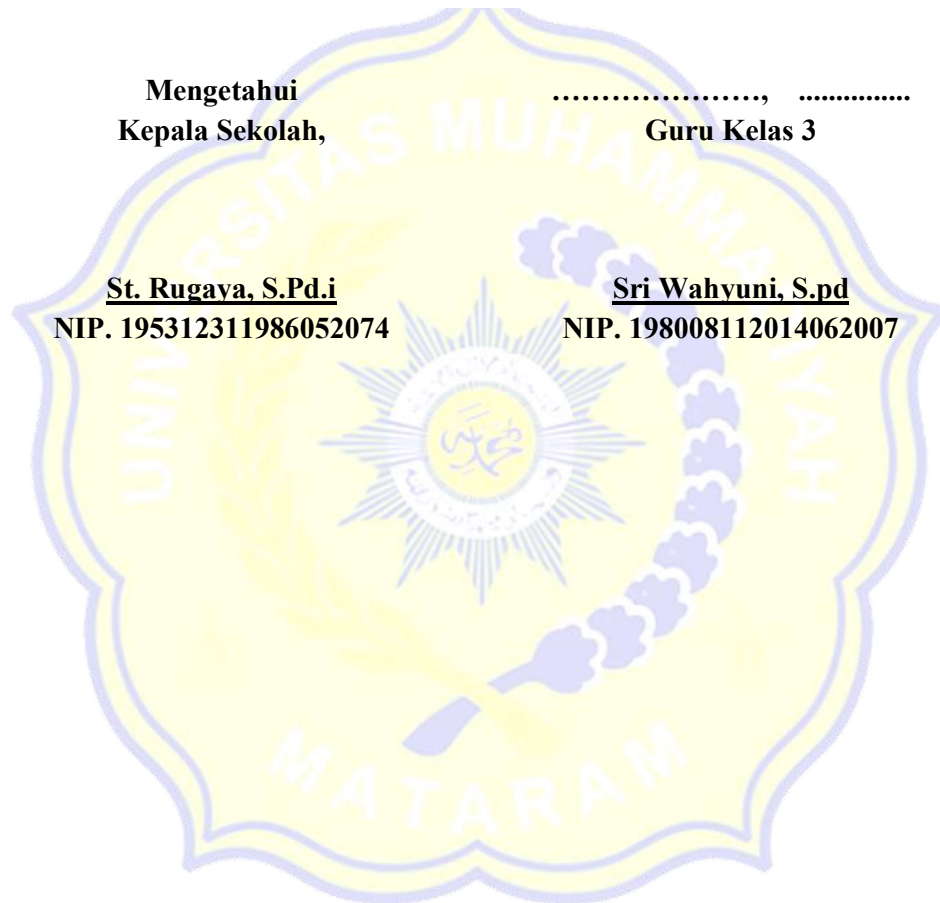 Mengetahui
Kepala Sekolah,
…………………, ...............
Guru Kelas 3
St. Rugaya, S.Pd.i
NIP. 195312311986052074
Sri Wahyuni, S.pd
NIP. 198008112014062007
UNIVERSITAS MUHAMMADIYAH
MATARAM